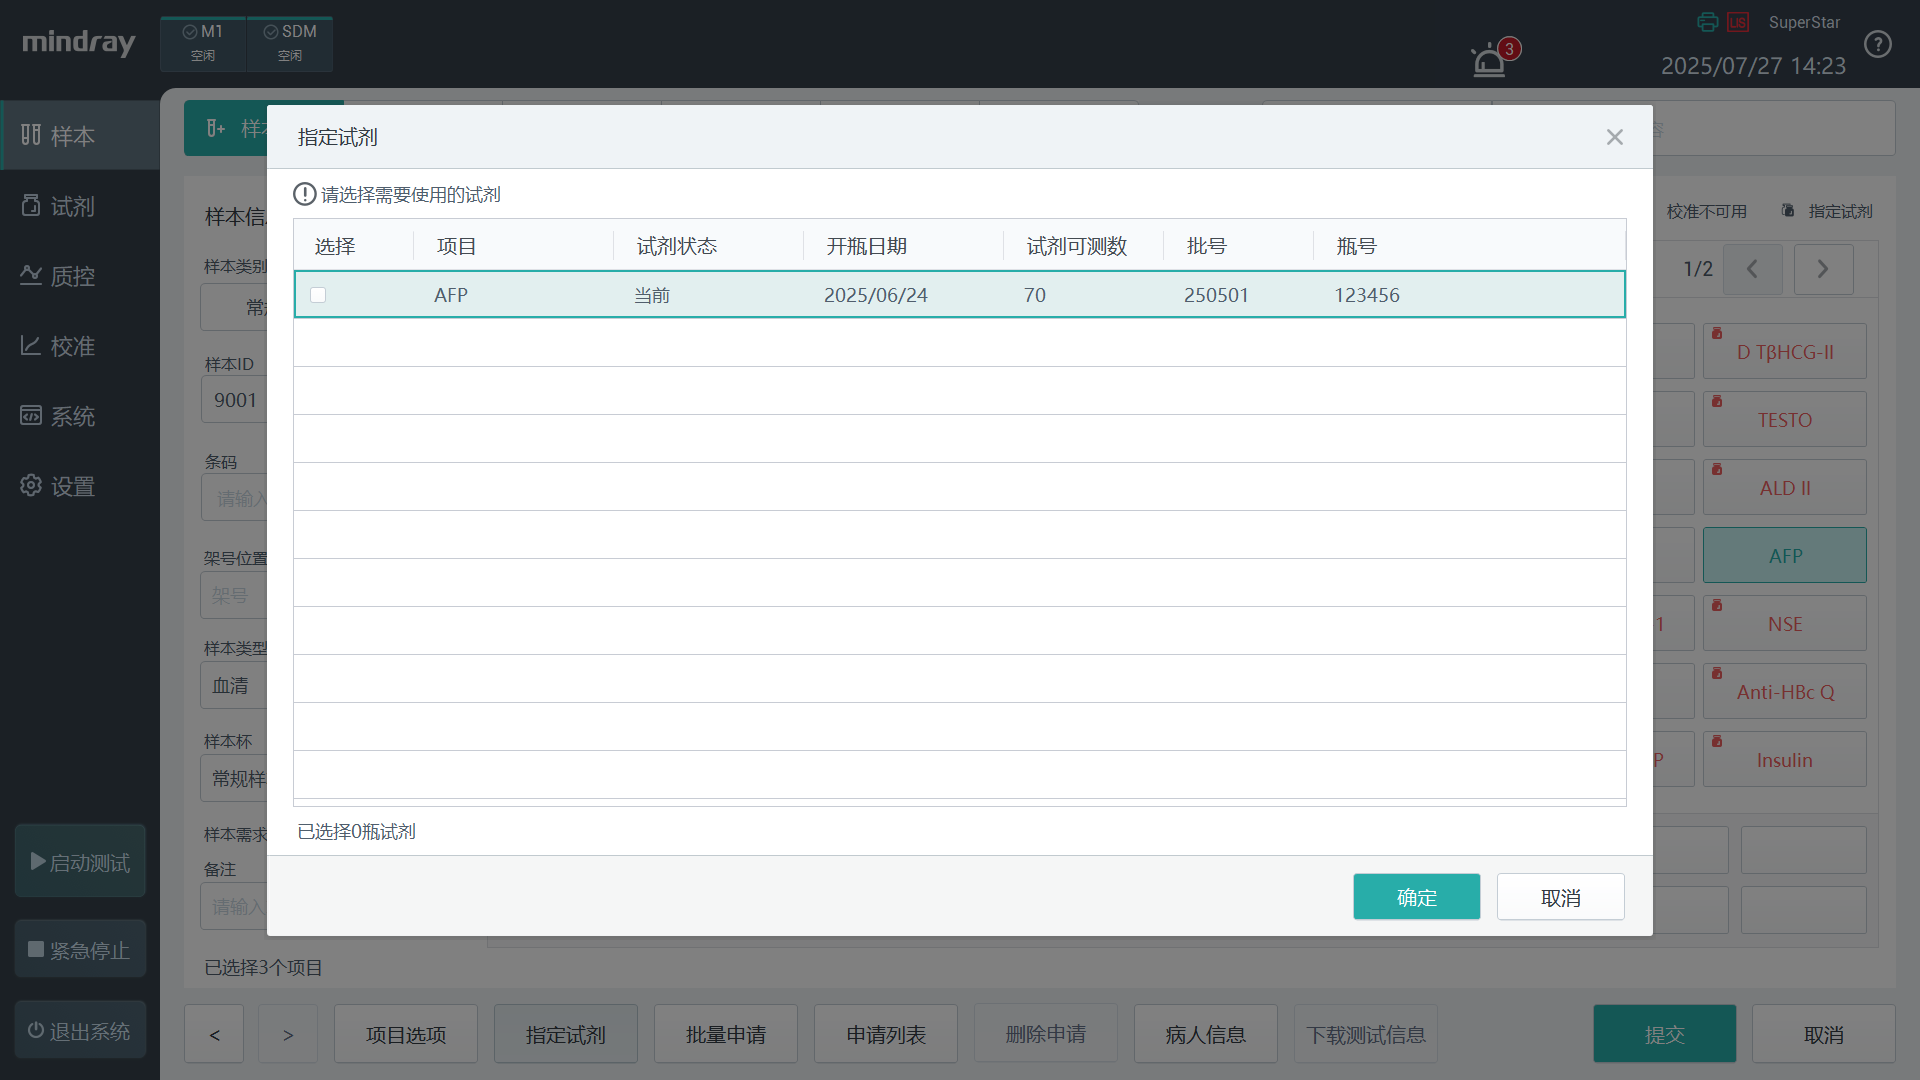 mindray
M1
空闲
SDM
空闲
3
LIS
SuperStar
2025/07/27 14:23
?
样本
试剂
质控
校准
系统
设置
启动测试
紧急停止
退出系统
指定试剂
请选择需要使用的试剂
选择 项目 试剂状态 开瓶日期 试剂可测数 批号 瓶号
AFP 当前 2025/06/24 70 250501 123456
已选择0瓶试剂
确定
取消
样本信
样本类别
常
样本ID
9001
条码
请输入
架号位置
架号
样本类型
血清
样本杯
常规样
样本需求
备注
请输入
已选择3个项目
校准不可用
指定试剂
1/2
D TβHCG-II
TESTO
ALD II
AFP
1
NSE
Anti-HBc Q
P
Insulin
<
>
项目选项
指定试剂
批量申请
申请列表
删除申请
病人信息
下载测试信息
提交
取消